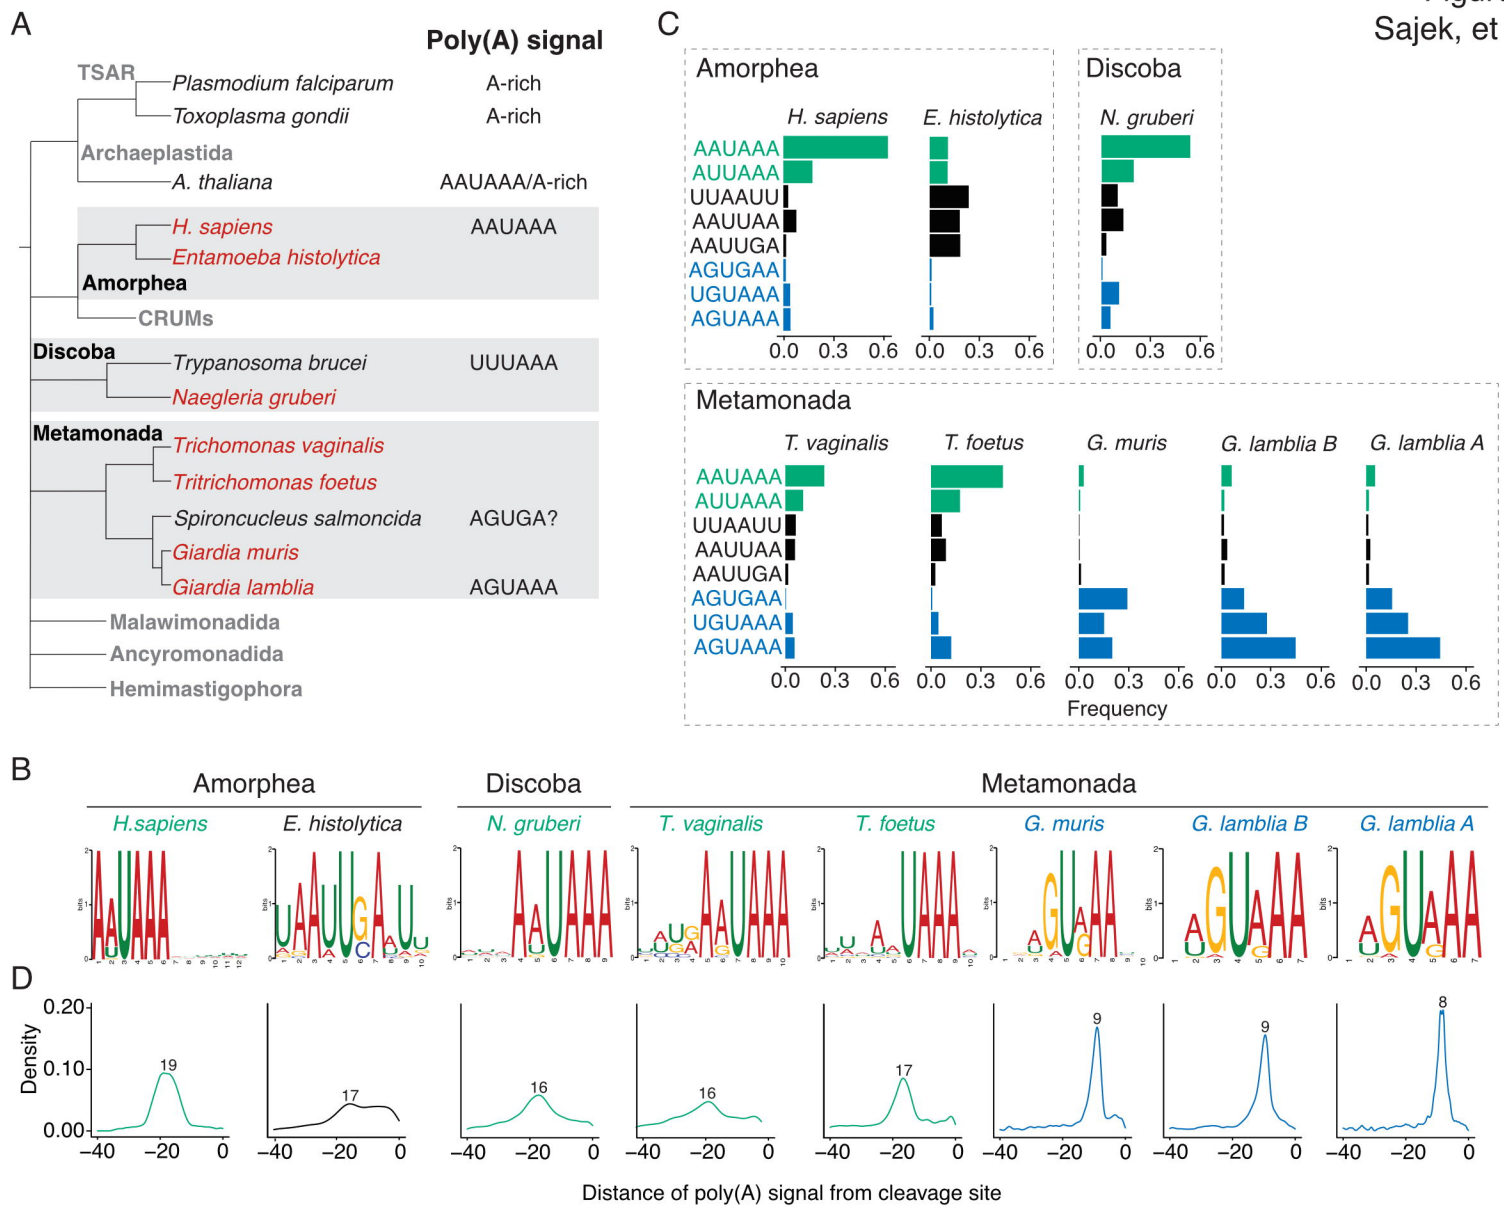 Figur
Sajek, et
A
Poly(A) signal
TSAR
Plasmodium falciparum A-rich
Toxoplasma gondii A-rich
Archaeplastida
A. thaliana AAUAAA/A-rich
H. sapiens AAUAAA
Entamoeba histolytica
Amorphea
CRUMs
Discoba
Trypanosoma brucei UUUAAA
Naegleria gruberi
Metamonada
Trichomonas vaginalis
Tritrichomonas foetus
Spironcucleus salmoncida AGUGA?
Giardia muris
Giardia lamblia AGUAAA
Malawimonadida
Ancyromonadida
Hemimastigophora
C
Amorphea
H. sapiens E. histolytica
AAUAAA
AUUAAA
UUAAUU
AAUUAA
AAUUGA
AGUGAA
UGUAAA
AGUAAA
0.0 0.3 0.6 0.0 0.3 0.6
Discoba
N. gruberi
0.0 0.3 0.6
Metamonada
T. vaginalis T. foetus G. muris G. lamblia B G. lamblia A
AAUAAA
AUUAAA
UUAAUU
AAUUAA
AAUUGA
AGUGAA
UGUAAA
AGUAAA
0.0 0.3 0.6 0.0 0.3 0.6 0.0 0.3 0.6 0.0 0.3 0.6 0.0 0.3 0.6
Frequency
B
Amorphea Discoba Metamonada
H.sapiens E. histolytica N. gruberi T. vaginalis T. foetus G. muris G. lamblia B G. lamblia A
D
Density
0.20
0.10
0.00
19 17 16 16 17 9 9 8
−40 −20 0 −40 −20 0 −40 −20 0 −40 −20 0 −40 −20 0 −40 −20 0 −40 −20 0 −40 −20 0
Distance of poly(A) signal from cleavage site